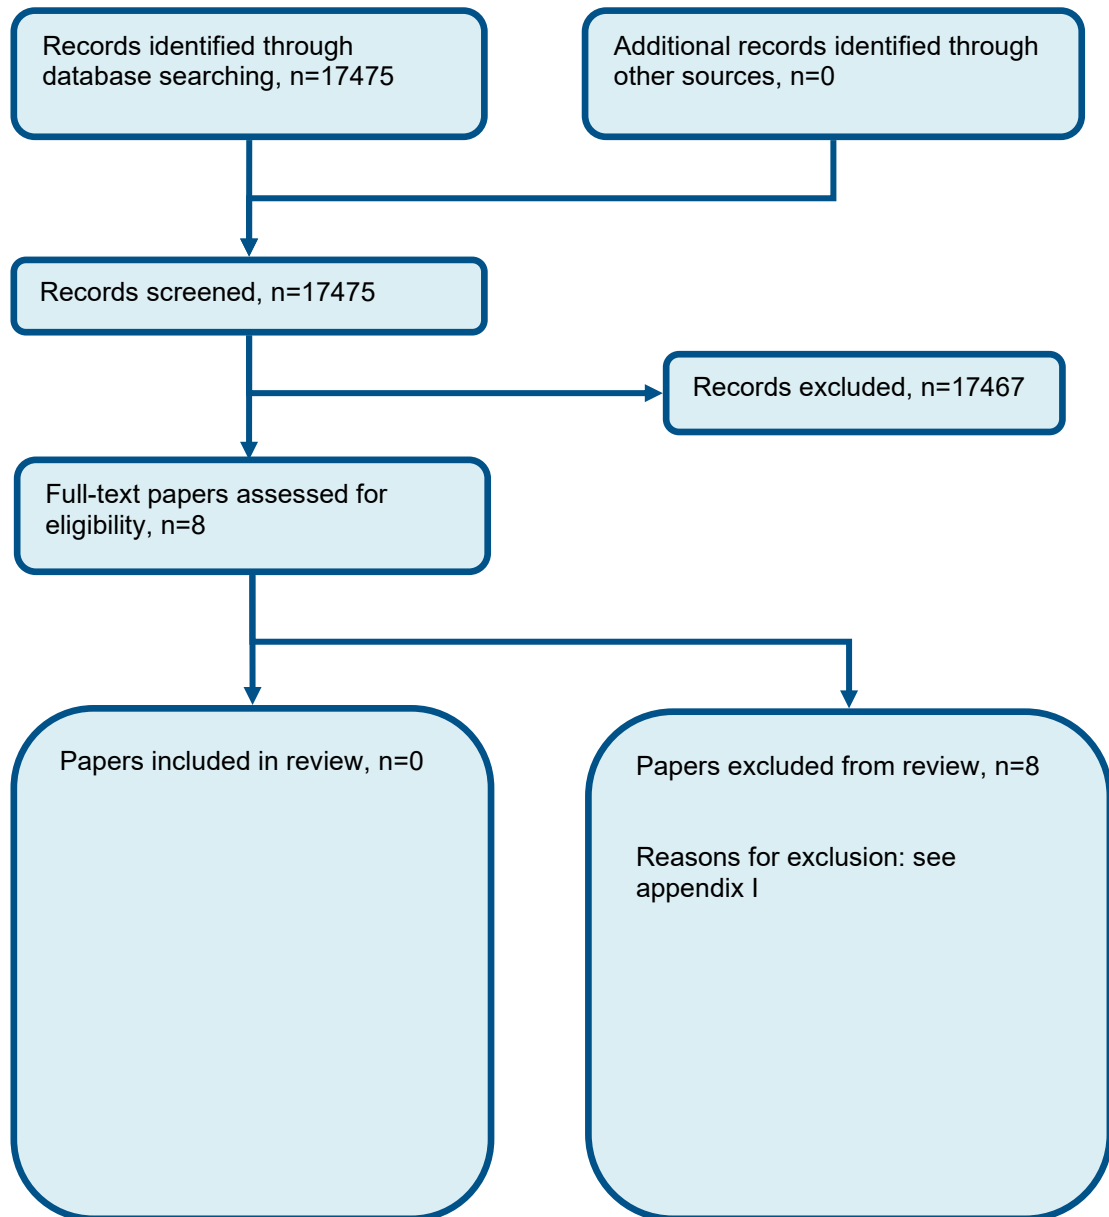 Records identified through
database searching, n=17475
Additional records identified through
other sources, n=0
Records screened, n=17475
Records excluded, n=17467
Full-text papers assessed for
eligibility, n=8
Papers included in review, n=0
Papers excluded from review, n=8
Reasons for exclusion: see
appendix I